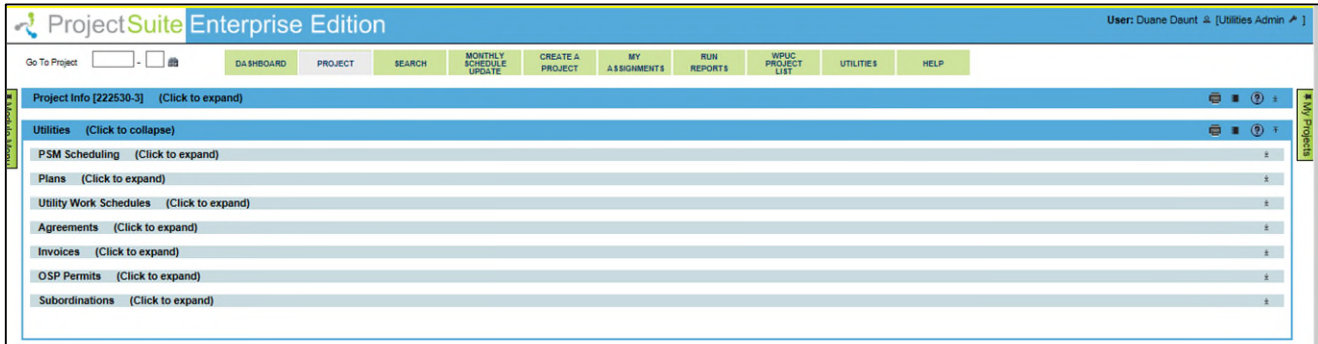 ProjectSuite Enterprise Edition
User: Duane Daunt [Utilities Admin ]
Go To Project -
DASHBOARD
PROJECT
SEARCH
MONTHLY SCHEDULE UPDATE
CREATE A PROJECT
MY ASSIGNMENTS
RUN REPORTS
WPUC PROJECT LIST
UTILITIES
HELP
Project Info [222530-3] (Click to expand)
Utilities (Click to collapse)
PSM Scheduling (Click to expand)
Plans (Click to expand)
Utility Work Schedules (Click to expand)
Agreements (Click to expand)
Invoices (Click to expand)
OSP Permits (Click to expand)
Subordinations (Click to expand)
My Projects